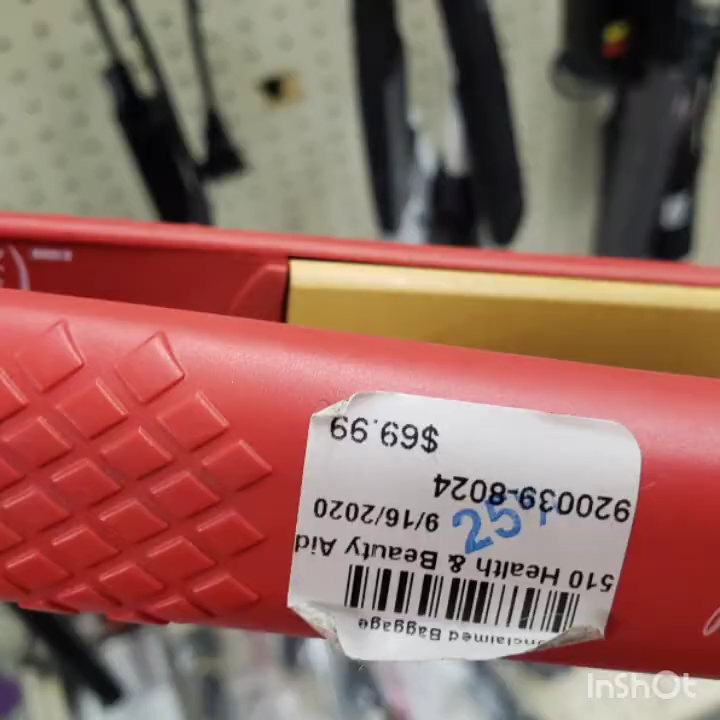 Unclaimed Baggage
510 Health & Beauty Aid
9/16/2020
25%
920039-8024
$69.99
InShOt